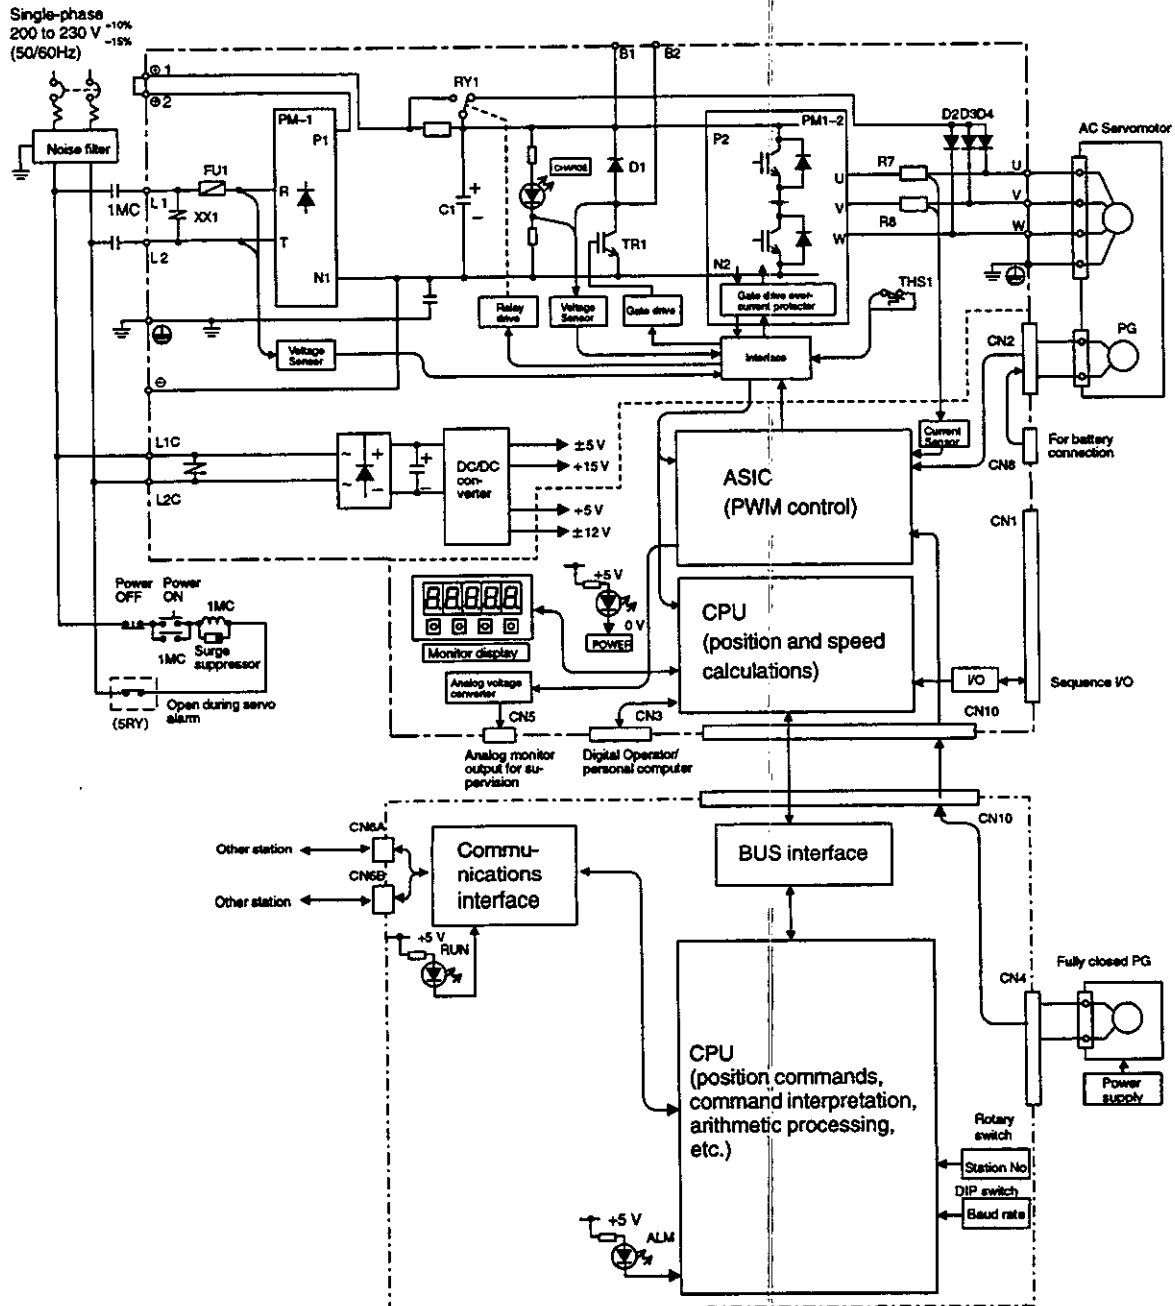 Single-phase
200 to 230 V +10%
−15%
(50/60Hz)
Noise filter
1MC
⊕1
⊕2
L1
L2
XX1
FU1
PM-1
P1
R
T
N1
RY1
C1
+
−
CHARGE
B1
B2
D1
TR1
PM1-2
P2
N2
U
V
W
Gate drive over-
current protecter
R7
R8
D2D3D4
U
V
W
AC Servomotor
THS1
PG
CN2
Relay
drive
Voltage
Sensor
Gate drive
Interface
Voltage
Sensor
⊖
Current
Sensor
For battery
connection
CN8
L1C
L2C
~
~
+
−
+
−
DC/DC
con-
verter
±5 V
+15 V
+5 V
±12 V
ASIC
(PWM control)
CN1
Power
OFF
Power
ON
1MC
1MC
Surge
suppressor
(5RY)
Open during servo
alarm
88888
Monitor display
+5 V
0 V
POWER
CPU
(position and speed
calculations)
Analog voltage
converter
CN5
CN3
I/O
Sequence I/O
CN10
Analog monitor
output for su-
pervision
Digital Operator/
personal computer
CN10
CN6A
Other station
CN6B
Other station
Commu-
nications
interface
BUS interface
+5 V
RUN
CN4
Fully closed PG
Power
supply
CPU
(position commands,
command interpretation,
arithmetic processing,
etc.)
Rotary
switch
Station No
DIP switch
Baud rate
+5 V
ALM